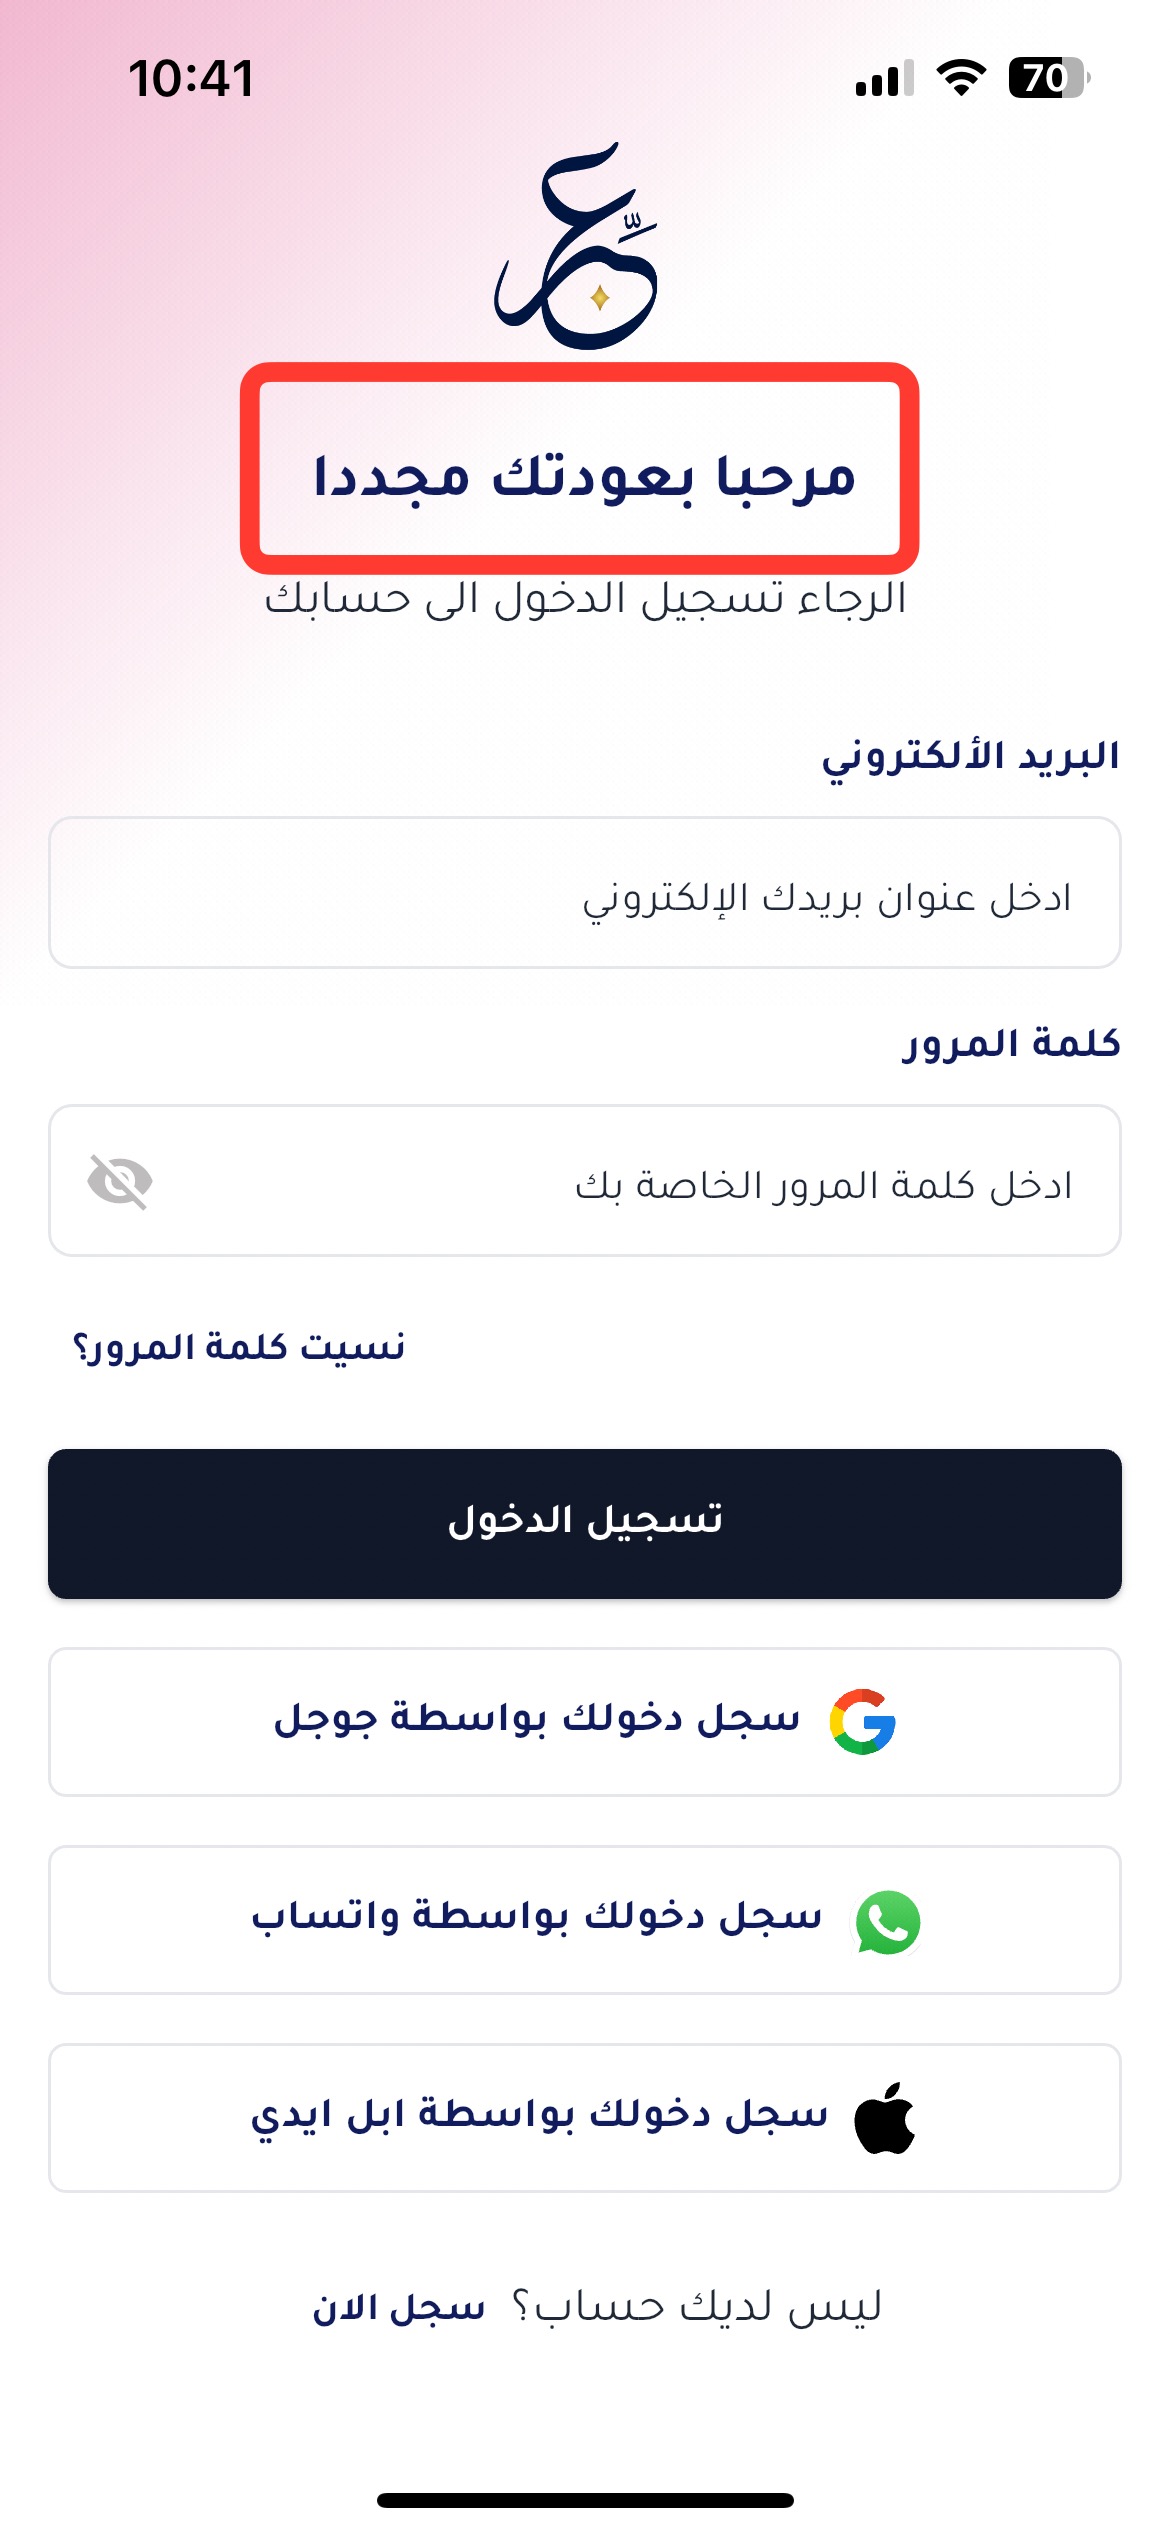 10:41
70
مرحبا بعودتك مجددا
الرجاء تسجيل الدخول الى حسابك
البريد الألكتروني
ادخل عنوان بريدك الإلكتروني
كلمة المرور
ادخل كلمة المرور الخاصة بك
نسيت كلمة المرور؟
تسجيل الدخول
سجل دخولك بواسطة جوجل
سجل دخولك بواسطة واتساب
سجل دخولك بواسطة ابل ايدي
ليس لديك حساب؟ سجل الان